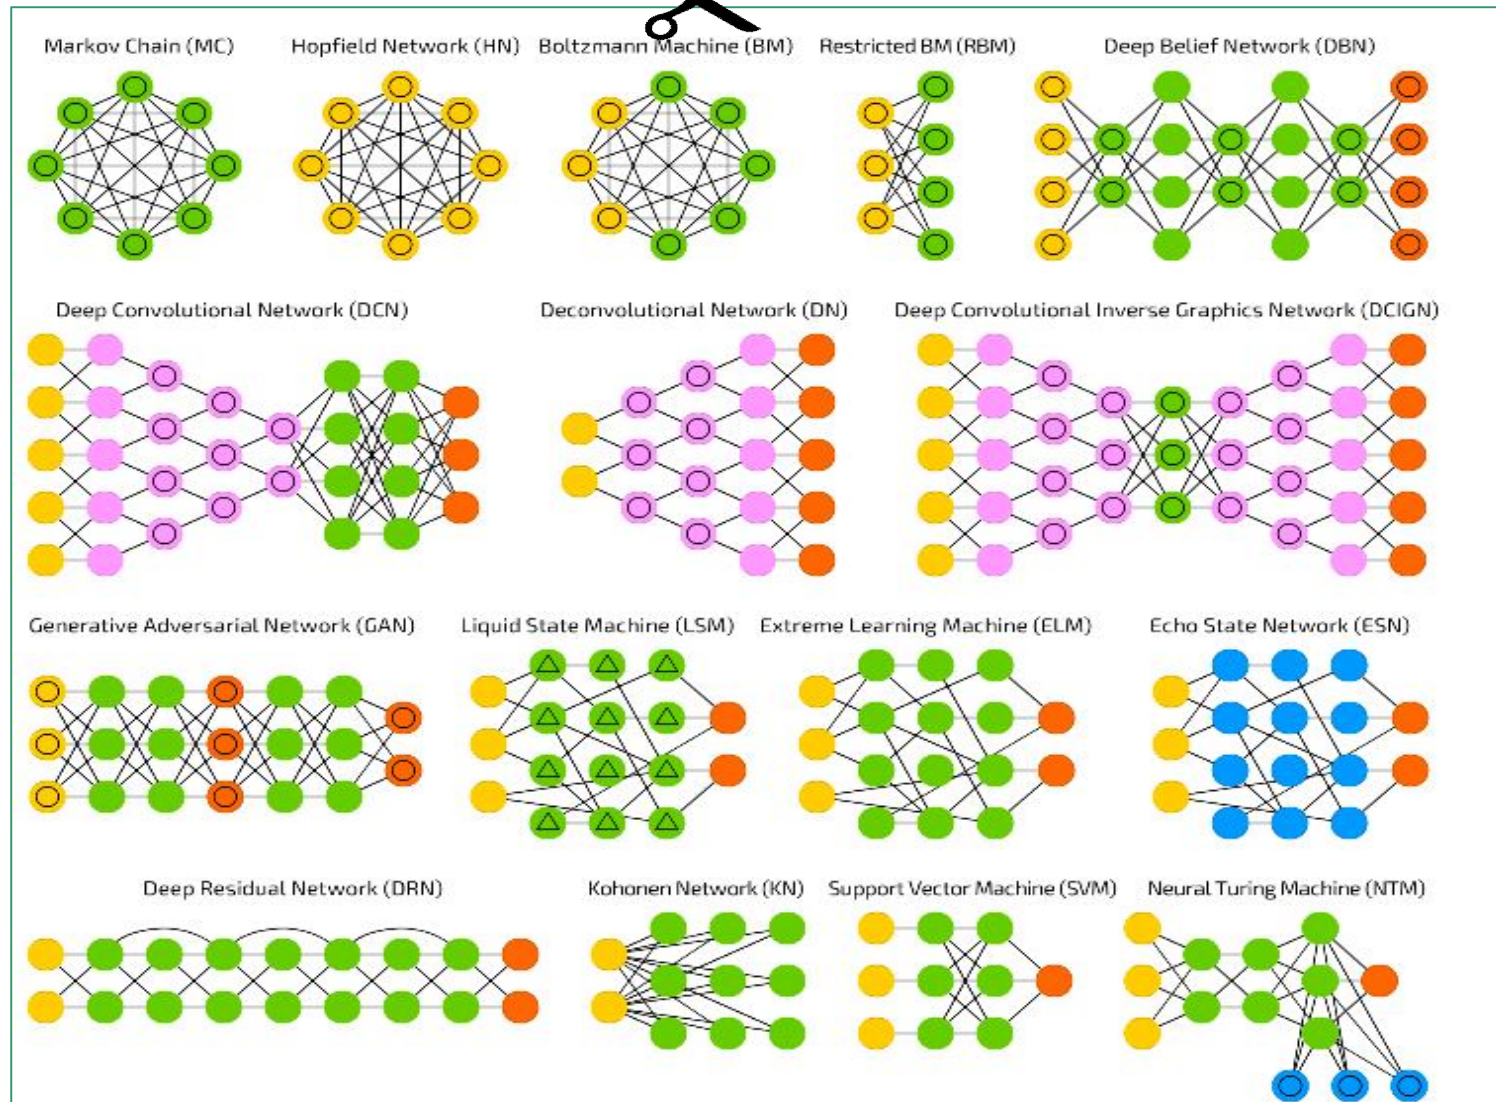 Markov Chain (MC)
Hopfield Network (HN)
Boltzmann Machine (BM)
Restricted BM (RBM)
Deep Belief Network (DBN)
Deep Convolutional Network (DCN)
Deconvolutional Network (DN)
Deep Convolutional Inverse Graphics Network (DCIGN)
Generative Adversarial Network (GAN)
Liquid State Machine (LSM)
Extreme Learning Machine (ELM)
Echo State Network (ESN)
Deep Residual Network (DRN)
Kohonen Network (KN)
Support Vector Machine (SVM)
Neural Turing Machine (NTM)